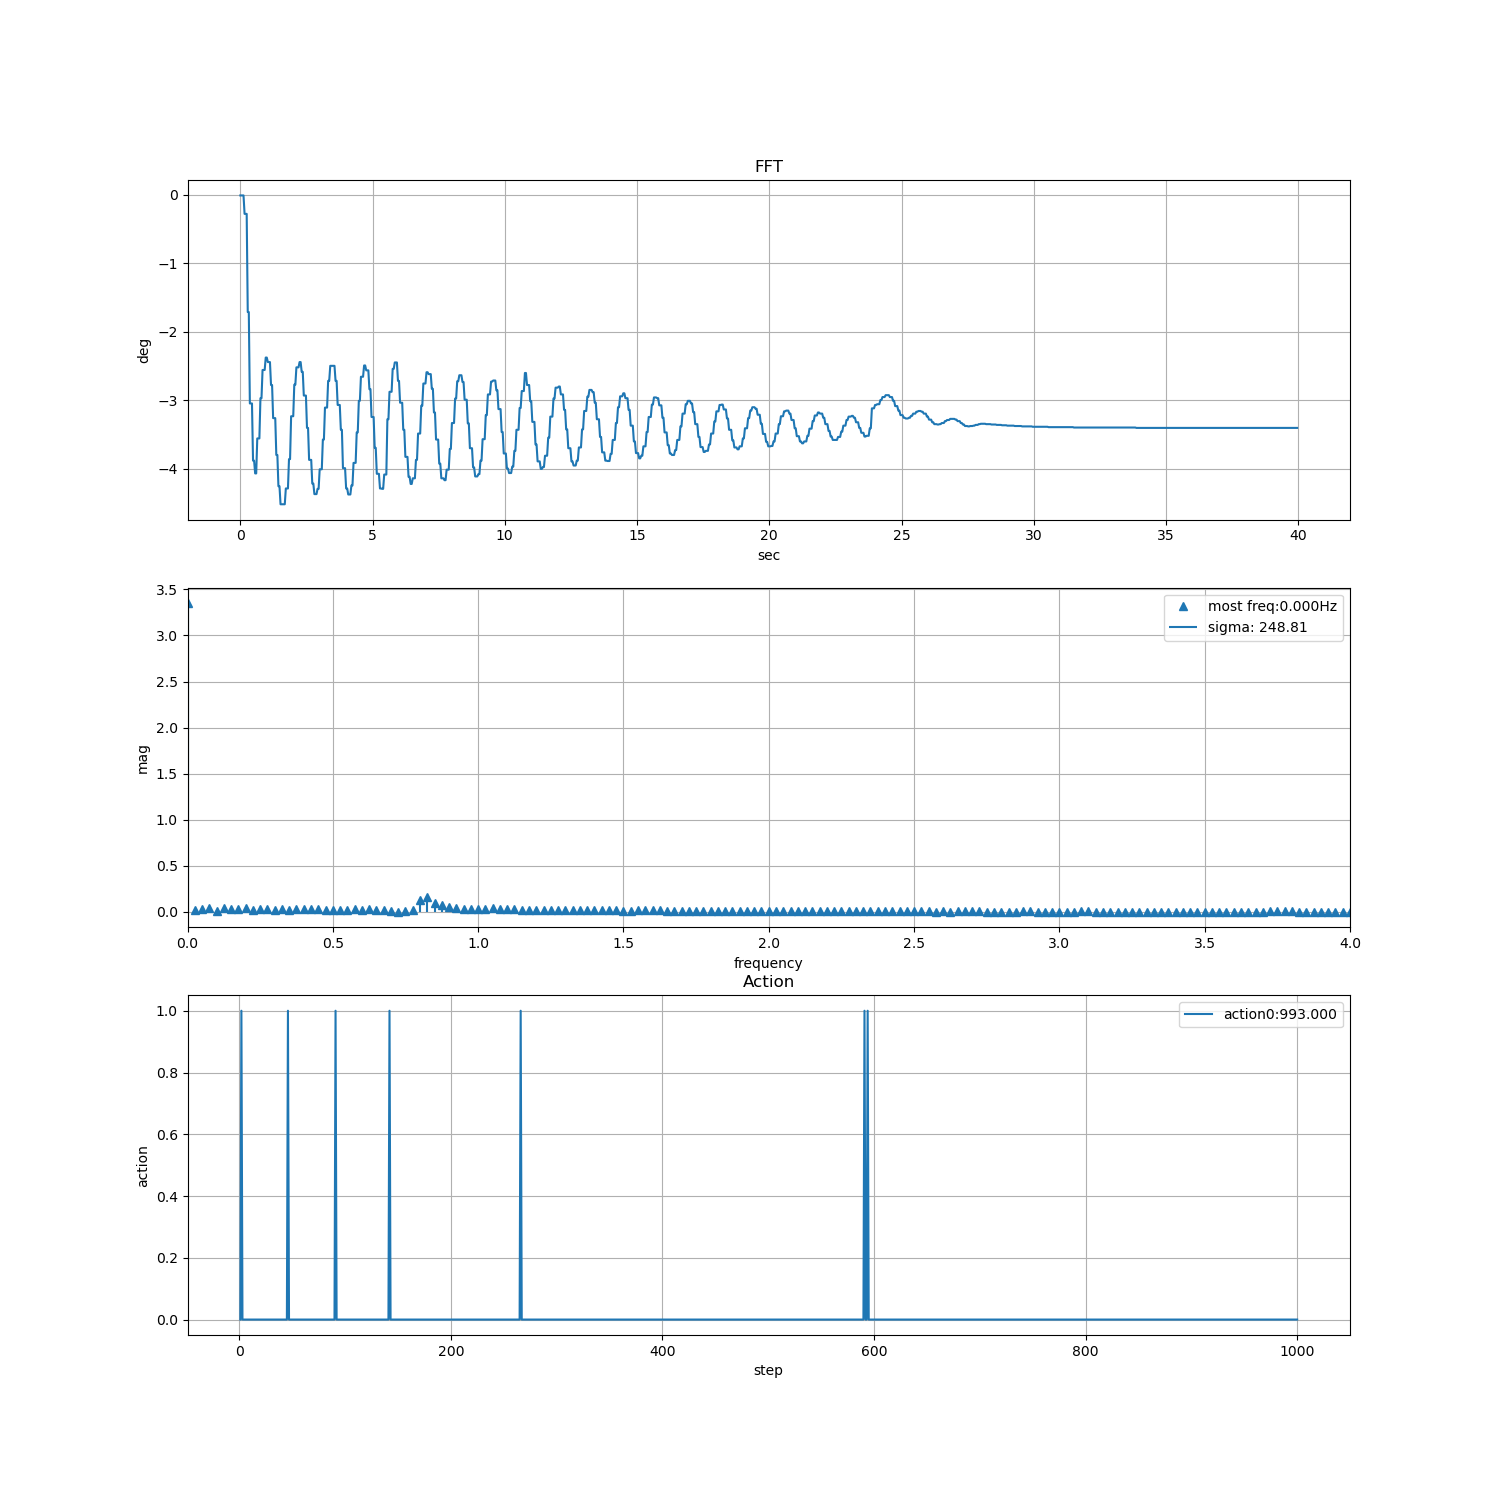 FFT
0
−1
−2
−3
−4
deg
0 5 10 15 20 25 30 35 40
sec
3.5
3.0
2.5
2.0
1.5
1.0
0.5
0.0
mag
most freq:0.000Hz
sigma: 248.81
0.0 0.5 1.0 1.5 2.0 2.5 3.0 3.5 4.0
frequency
Action
1.0
0.8
0.6
0.4
0.2
0.0
action
action0:993.000
0 200 400 600 800 1000
step